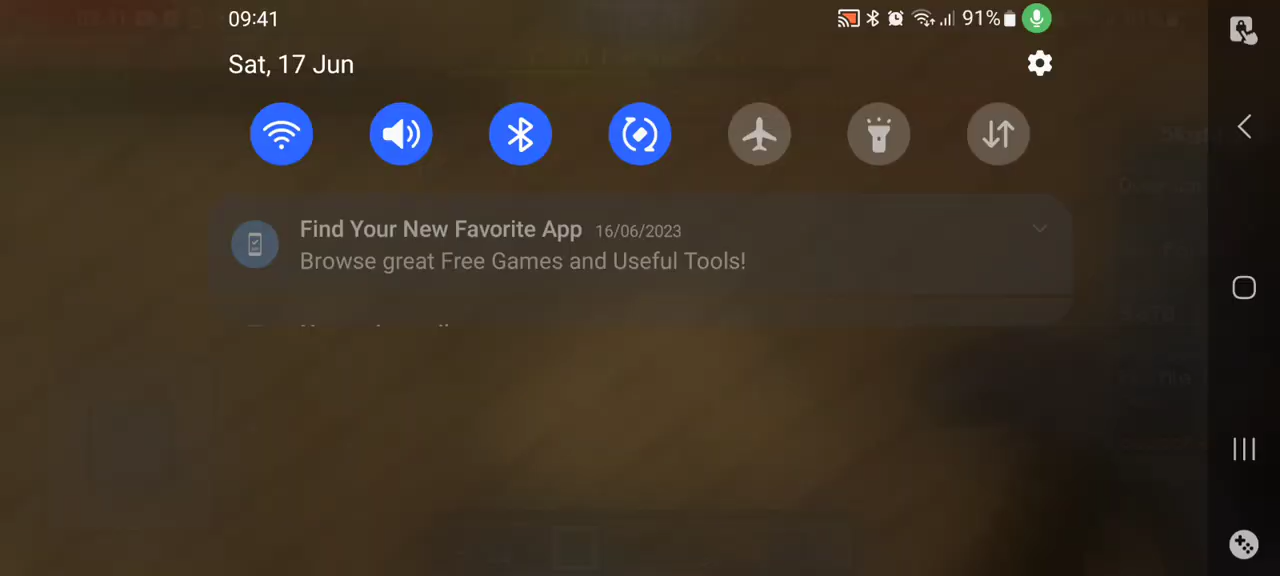 09:41
91%
Sat, 17 Jun
Find Your New Favorite App 16/06/2023
Browse great Free Games and Useful Tools!